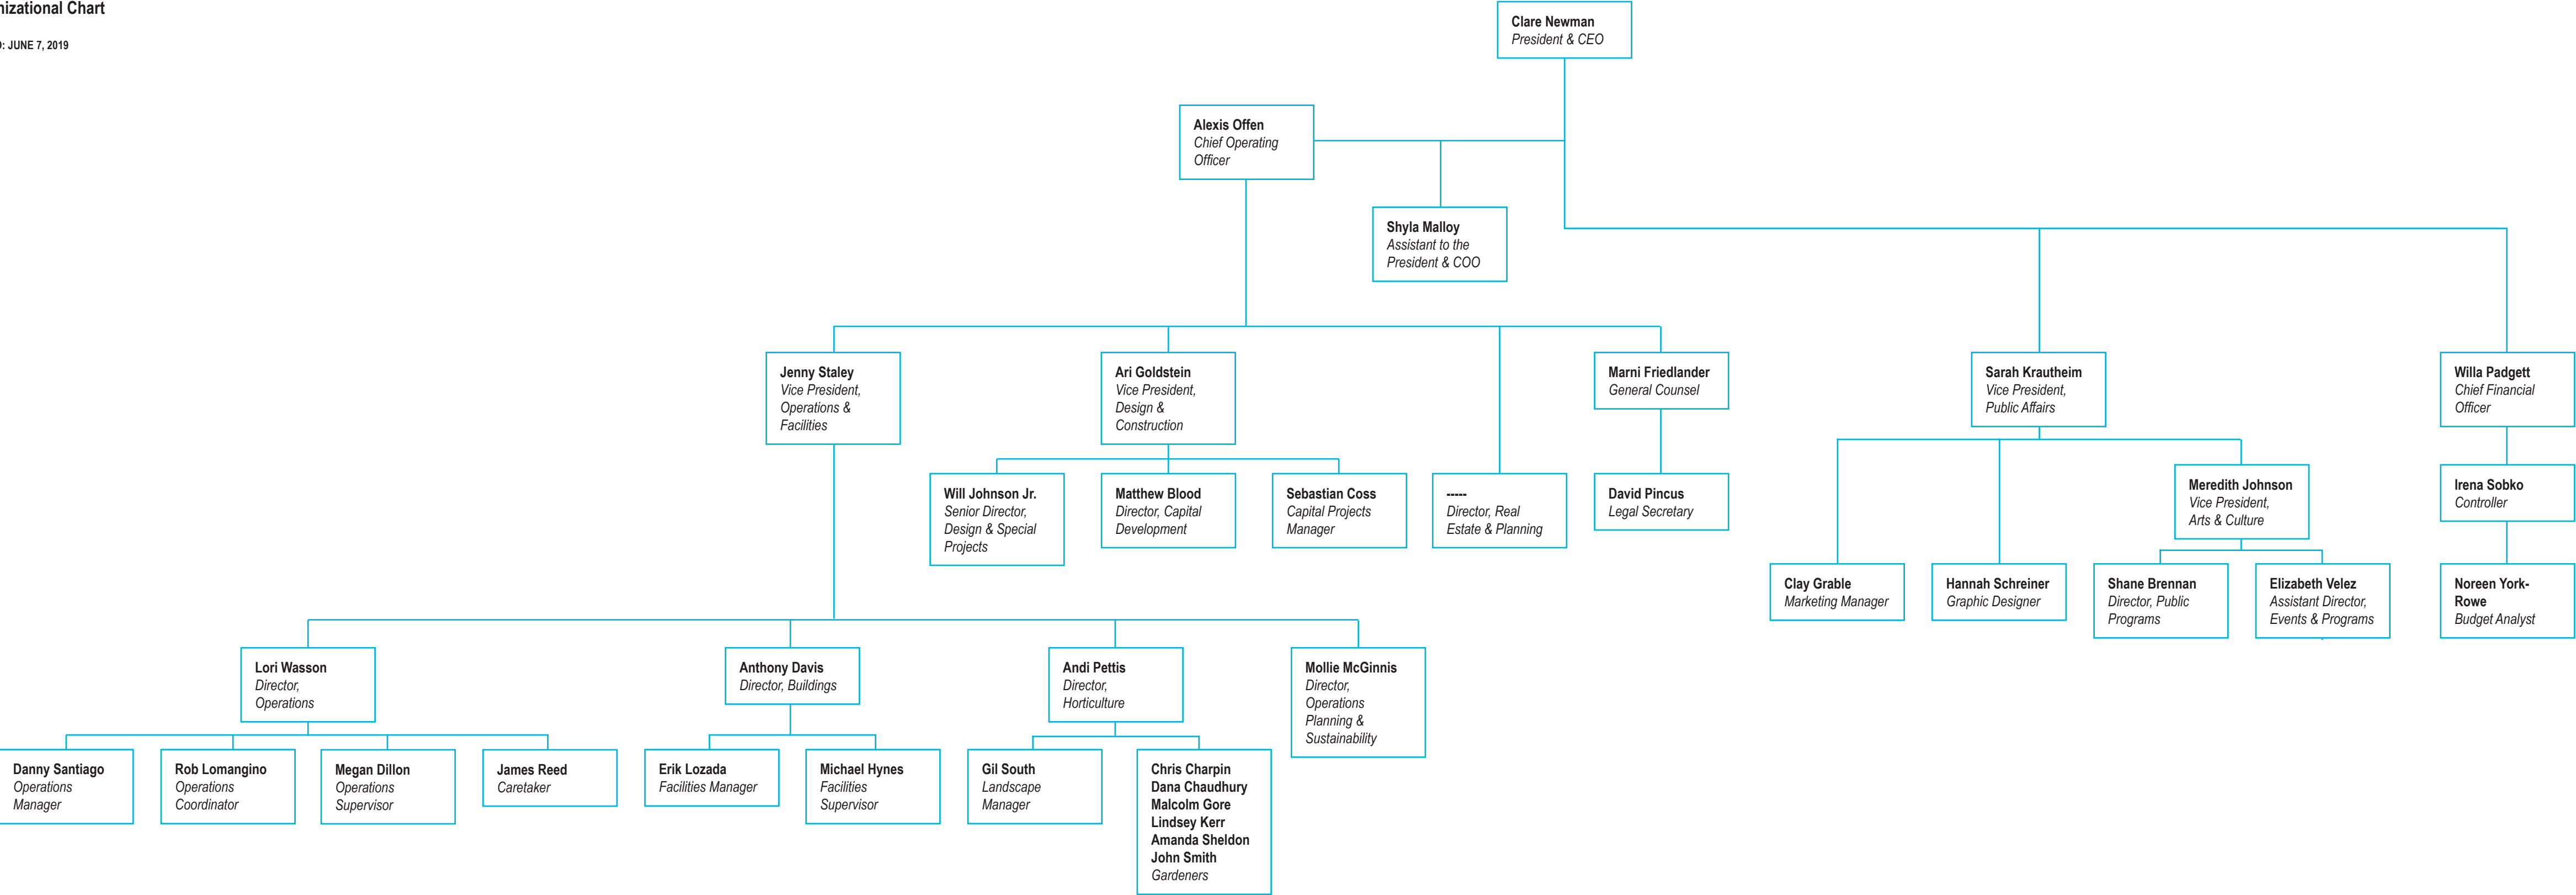 nizational Chart
: JUNE 7, 2019
Clare Newman
President & CEO
Alexis Offen
Chief Operating
Officer
Shyla Malloy
Assistant to the
President & COO
Jenny Staley
Vice President,
Operations &
Facilities
Ari Goldstein
Vice President,
Design &
Construction
Marni Friedlander
General Counsel
Sarah Krautheim
Vice President,
Public Affairs
Willa Padgett
Chief Financial
Officer
Will Johnson Jr.
Senior Director,
Design & Special
Projects
Matthew Blood
Director, Capital
Development
Sebastian Coss
Capital Projects
Manager
-----
Director, Real
Estate & Planning
David Pincus
Legal Secretary
Meredith Johnson
Vice President,
Arts & Culture
Irena Sobko
Controller
Clay Grable
Marketing Manager
Hannah Schreiner
Graphic Designer
Shane Brennan
Director, Public
Programs
Elizabeth Velez
Assistant Director,
Events & Programs
Noreen York-
Rowe
Budget Analyst
Lori Wasson
Director,
Operations
Anthony Davis
Director, Buildings
Andi Pettis
Director,
Horticulture
Mollie McGinnis
Director,
Operations
Planning &
Sustainability
Danny Santiago
Operations
Manager
Rob Lomangino
Operations
Coordinator
Megan Dillon
Operations
Supervisor
James Reed
Caretaker
Erik Lozada
Facilities Manager
Michael Hynes
Facilities
Supervisor
Gil South
Landscape
Manager
Chris Charpin
Dana Chaudhury
Malcolm Gore
Lindsey Kerr
Amanda Sheldon
John Smith
Gardeners